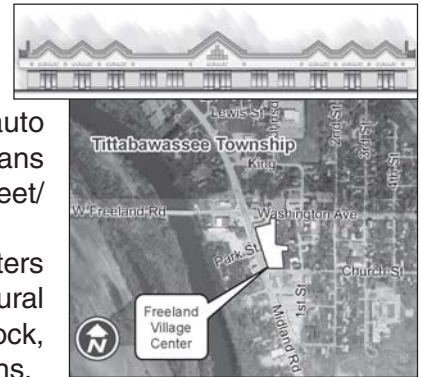 auto
ans
eet/
ters
ural
ock,
ns.
Lewis St
2nd St
3rd St
4th St
Tittabawassee Township
King
W Freeland Rd
Washington Ave
Park St
Church St
1st St
Midland Rd
Freeland
Village
Center
N